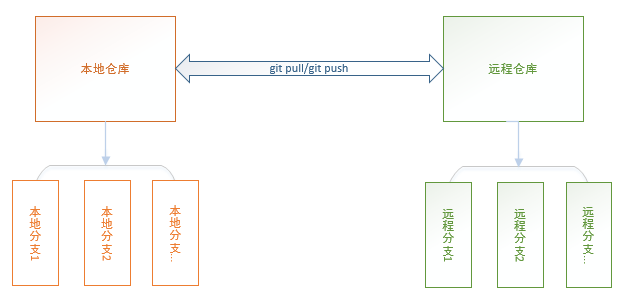 本地仓库
git pull/git push
远程仓库
本地分支1
本地分支2
本地分支...
远程分支1
远程分支2
远程分支...